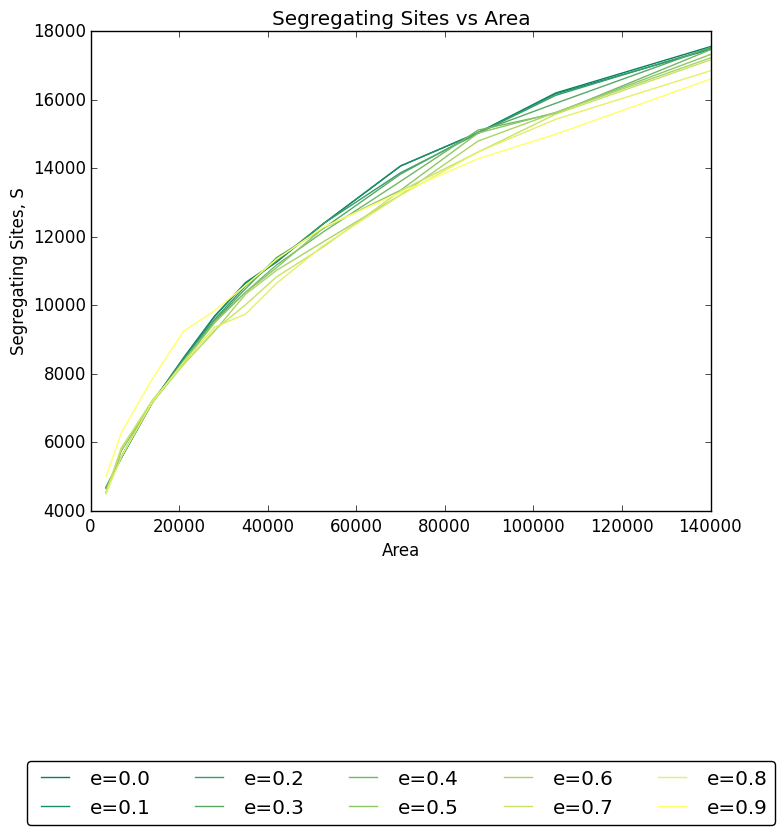 Segregating Sites vs Area
18000
16000
14000
12000
10000
8000
6000
4000
Segregating Sites, S
0 20000 40000 60000 80000 100000 120000 140000
Area
e=0.0 e=0.2 e=0.4 e=0.6 e=0.8
e=0.1 e=0.3 e=0.5 e=0.7 e=0.9